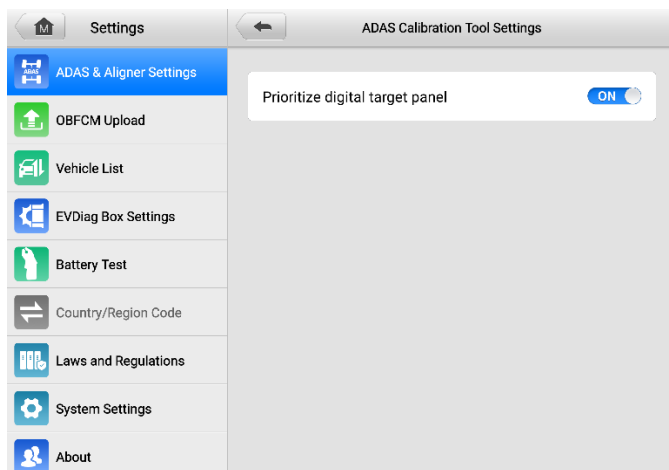 M
Settings
ADAS Calibration Tool Settings
ADAS
ADAS & Aligner Settings
Prioritize digital target panel
ON
OBFCM Upload
Vehicle List
EVDiag Box Settings
Battery Test
Country/Region Code
Laws and Regulations
System Settings
About